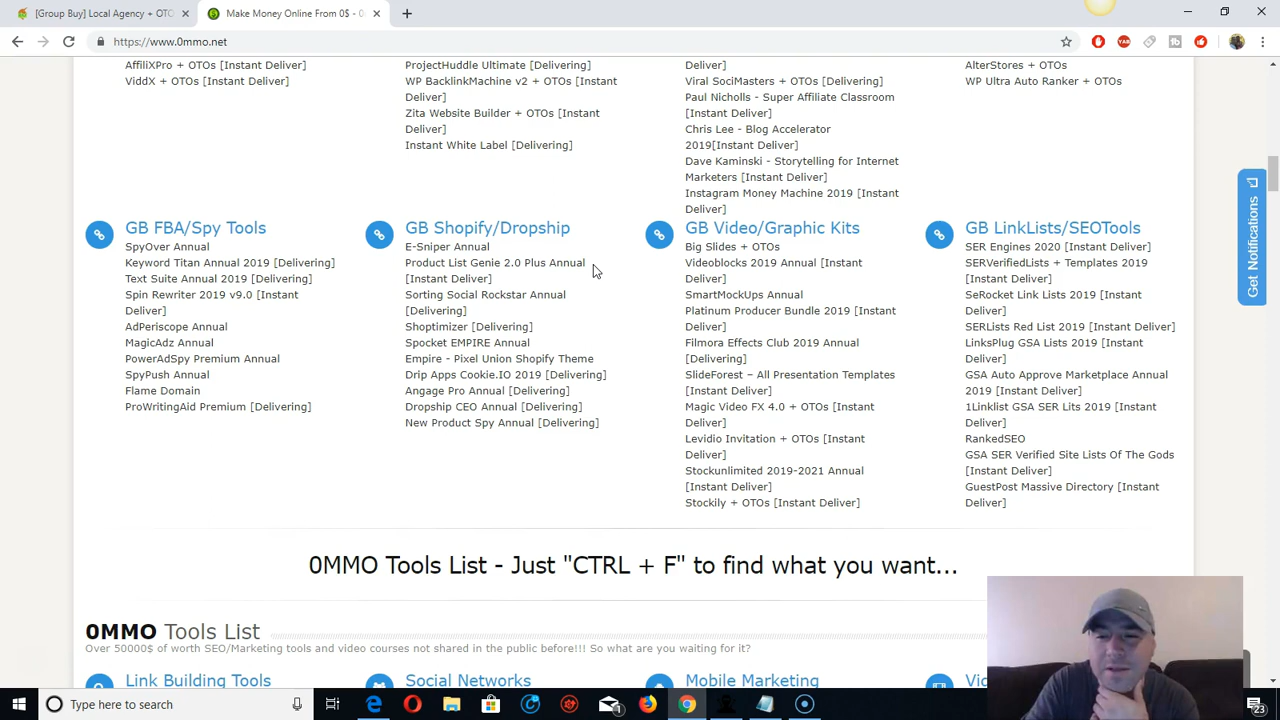 [Group Buy] Local Agency + OTO
Make Money Online From 0$ - 0
https://www.0mmo.net
AffiliXPro + OTOs [Instant Deliver]
ViddX + OTOs [Instant Deliver]
ProjectHuddle Ultimate [Delivering]
WP BacklinkMachine v2 + OTOs [Instant
Deliver]
Zita Website Builder + OTOs [Instant
Deliver]
Instant White Label [Delivering]
Deliver]
Viral SociMasters + OTOs [Delivering]
Paul Nicholls - Super Affiliate Classroom
[Instant Deliver]
Chris Lee - Blog Accelerator
2019[Instant Deliver]
Dave Kaminski - Storytelling for Internet
Marketers [Instant Deliver]
Instagram Money Machine 2019 [Instant
Deliver]
AlterStores + OTOs
WP Ultra Auto Ranker + OTOs
GB FBA/Spy Tools
SpyOver Annual
Keyword Titan Annual 2019 [Delivering]
Text Suite Annual 2019 [Delivering]
Spin Rewriter 2019 v9.0 [Instant
Deliver]
AdPeriscope Annual
MagicAdz Annual
PowerAdSpy Premium Annual
SpyPush Annual
Flame Domain
ProWritingAid Premium [Delivering]
GB Shopify/Dropship
E-Sniper Annual
Product List Genie 2.0 Plus Annual
[Instant Deliver]
Sorting Social Rockstar Annual
[Delivering]
Shoptimizer [Delivering]
Spocket EMPIRE Annual
Empire - Pixel Union Shopify Theme
Drip Apps Cookie.IO 2019 [Delivering]
Angage Pro Annual [Delivering]
Dropship CEO Annual [Delivering]
New Product Spy Annual [Delivering]
GB Video/Graphic Kits
Big Slides + OTOs
Videoblocks 2019 Annual [Instant
Deliver]
SmartMockUps Annual
Platinum Producer Bundle 2019 [Instant
Deliver]
Filmora Effects Club 2019 Annual
[Delivering]
SlideForest – All Presentation Templates
[Instant Deliver]
Magic Video FX 4.0 + OTOs [Instant
Deliver]
Levidio Invitation + OTOs [Instant
Deliver]
Stockunlimited 2019-2021 Annual
[Instant Deliver]
Stockily + OTOs [Instant Deliver]
GB LinkLists/SEOTools
SER Engines 2020 [Instant Deliver]
SERVerifiedLists + Templates 2019
[Instant Deliver]
SeRocket Link Lists 2019 [Instant
Deliver]
SERLists Red List 2019 [Instant Deliver]
LinksPlug GSA Lists 2019 [Instant
Deliver]
GSA Auto Approve Marketplace Annual
2019 [Instant Deliver]
1Linklist GSA SER Lits 2019 [Instant
Deliver]
RankedSEO
GSA SER Verified Site Lists Of The Gods
[Instant Deliver]
GuestPost Massive Directory [Instant
Deliver]
Get Notifications
0MMO Tools List - Just "CTRL + F" to find what you want...
0MMO Tools List
Over 50000$ of worth SEO/Marketing tools and video courses not shared in the public before!!! So what are you waiting for it?
Link Building Tools
Social Networks
Mobile Marketing
Type here to search
1
23